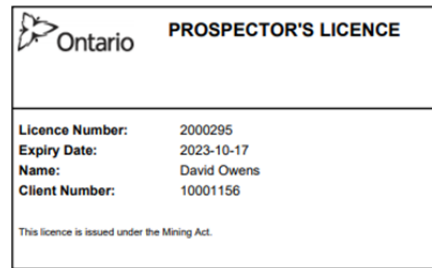 Ontario
PROSPECTOR'S LICENCE
Licence Number: 2000295
Expiry Date: 2023-10-17
Name: David Owens
Client Number: 10001156
This licence is issued under the Mining Act.